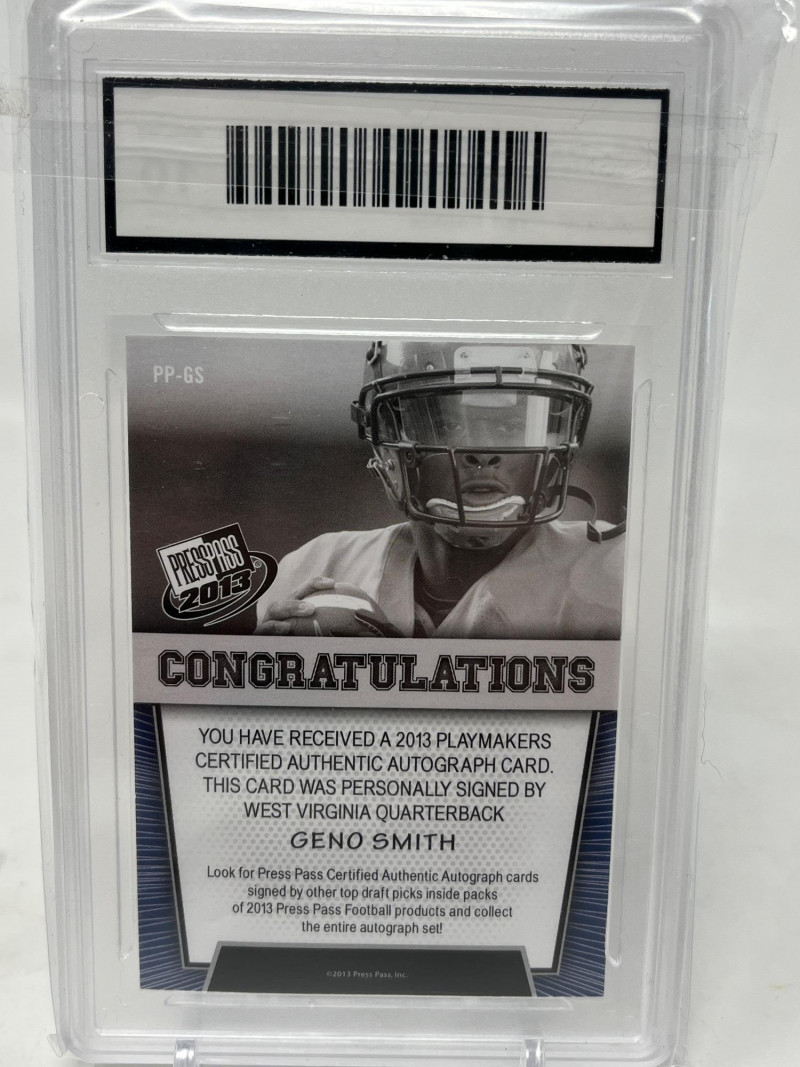 PP-GS
PRESS PASS
2013
CONGRATULATIONS
YOU HAVE RECEIVED A 2013 PLAYMAKERS
CERTIFIED AUTHENTIC AUTOGRAPH CARD.
THIS CARD WAS PERSONALLY SIGNED BY
WEST VIRGINIA QUARTERBACK
GENO SMITH
Look for Press Pass Certified Authentic Autograph cards
signed by other top draft picks inside packs
of 2013 Press Pass Football products and collect
the entire autograph set!
©2013 Press Pass, Inc.